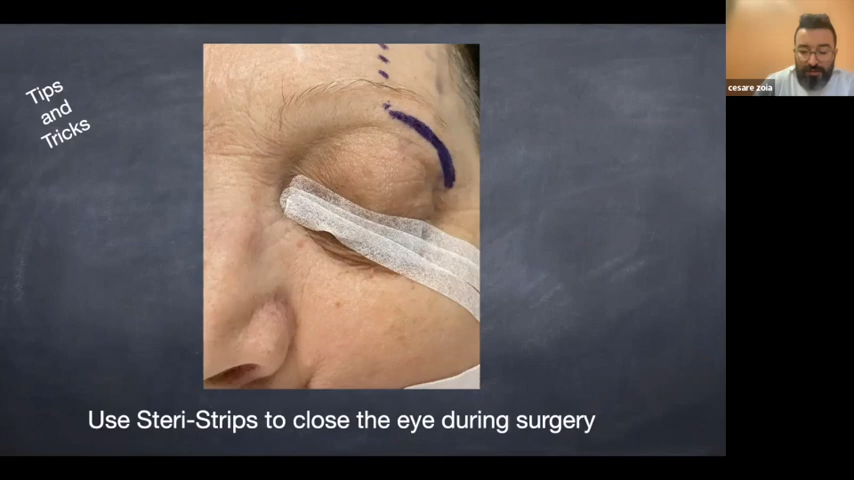 Tips
and
Tricks
cesare zoia
Use Steri-Strips to close the eye during surgery